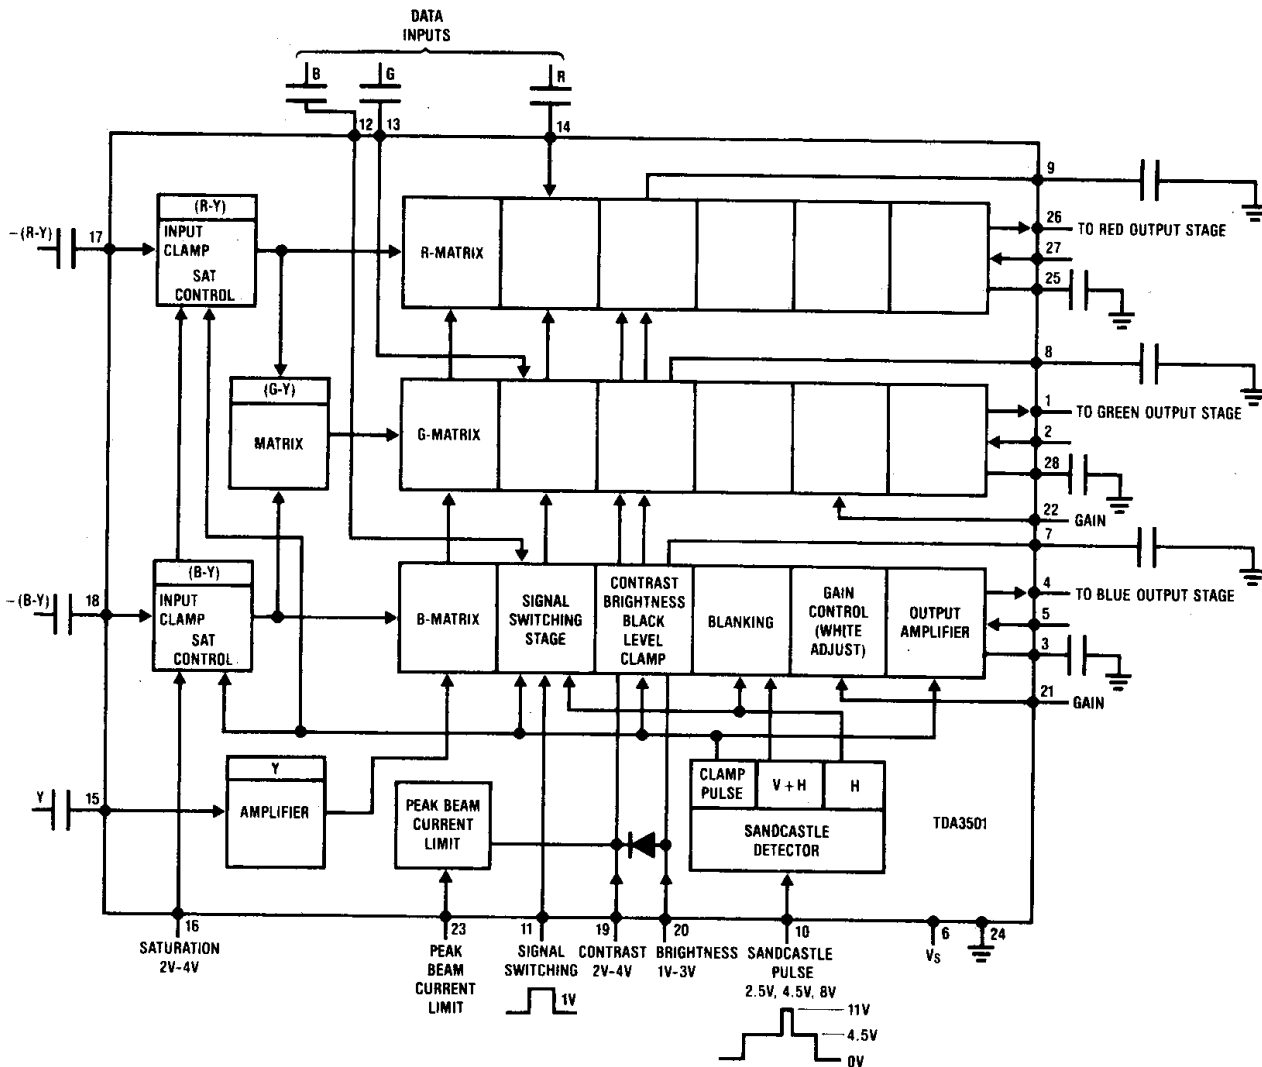 DATA
INPUTS
B
G
R
12
13
14
9
(R-Y)
INPUT
CLAMP
SAT
CONTROL
–(R-Y)
17
R-MATRIX
26
TO RED OUTPUT STAGE
27
25
8
(G-Y)
MATRIX
G-MATRIX
1
TO GREEN OUTPUT STAGE
2
28
22
GAIN
7
(B-Y)
INPUT
CLAMP
SAT
CONTROL
–(B-Y)
18
B-MATRIX
SIGNAL
SWITCHING
STAGE
CONTRAST
BRIGHTNESS
BLACK
LEVEL
CLAMP
BLANKING
GAIN
CONTROL
(WHITE
ADJUST)
OUTPUT
AMPLIFIER
4
TO BLUE OUTPUT STAGE
5
3
21
GAIN
Y
15
Y
AMPLIFIER
PEAK BEAM
CURRENT
LIMIT
CLAMP
PULSE
V + H
H
SANDCASTLE
DETECTOR
TDA3501
16
SATURATION
2V–4V
23
PEAK
BEAM
CURRENT
LIMIT
11
SIGNAL
SWITCHING
1V
19
CONTRAST
2V–4V
20
BRIGHTNESS
1V–3V
10
SANDCASTLE
PULSE
2.5V, 4.5V, 8V
11V
4.5V
0V
6
VS
24